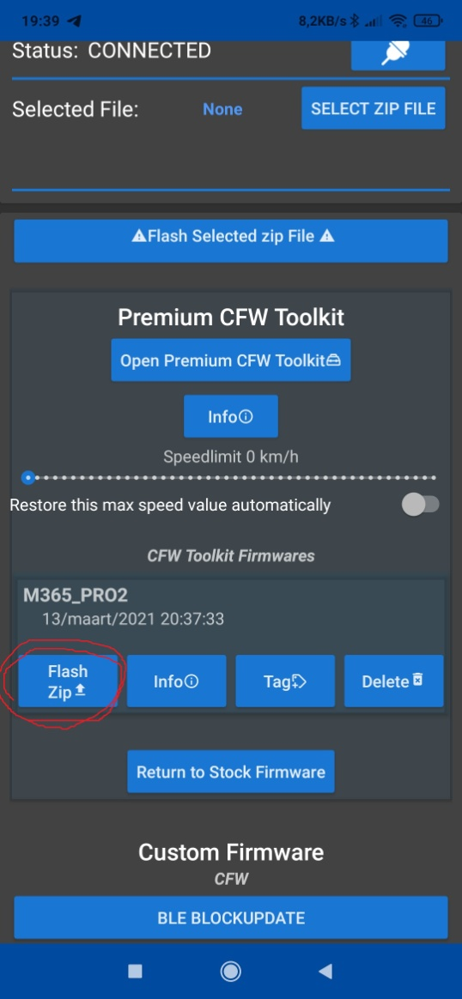 19:39 8,2KB/s 46
Status: CONNECTED
Selected File: None SELECT ZIP FILE
⚠Flash Selected zip File ⚠
Premium CFW Toolkit
Open Premium CFW Toolkit
Info
Speedlimit 0 km/h
Restore this max speed value automatically
CFW Toolkit Firmwares
M365_PRO2
13/maart/2021 20:37:33
Flash
Zip
Info
Tag
Delete
Return to Stock Firmware
Custom Firmware
CFW
BLE BLOCKUPDATE